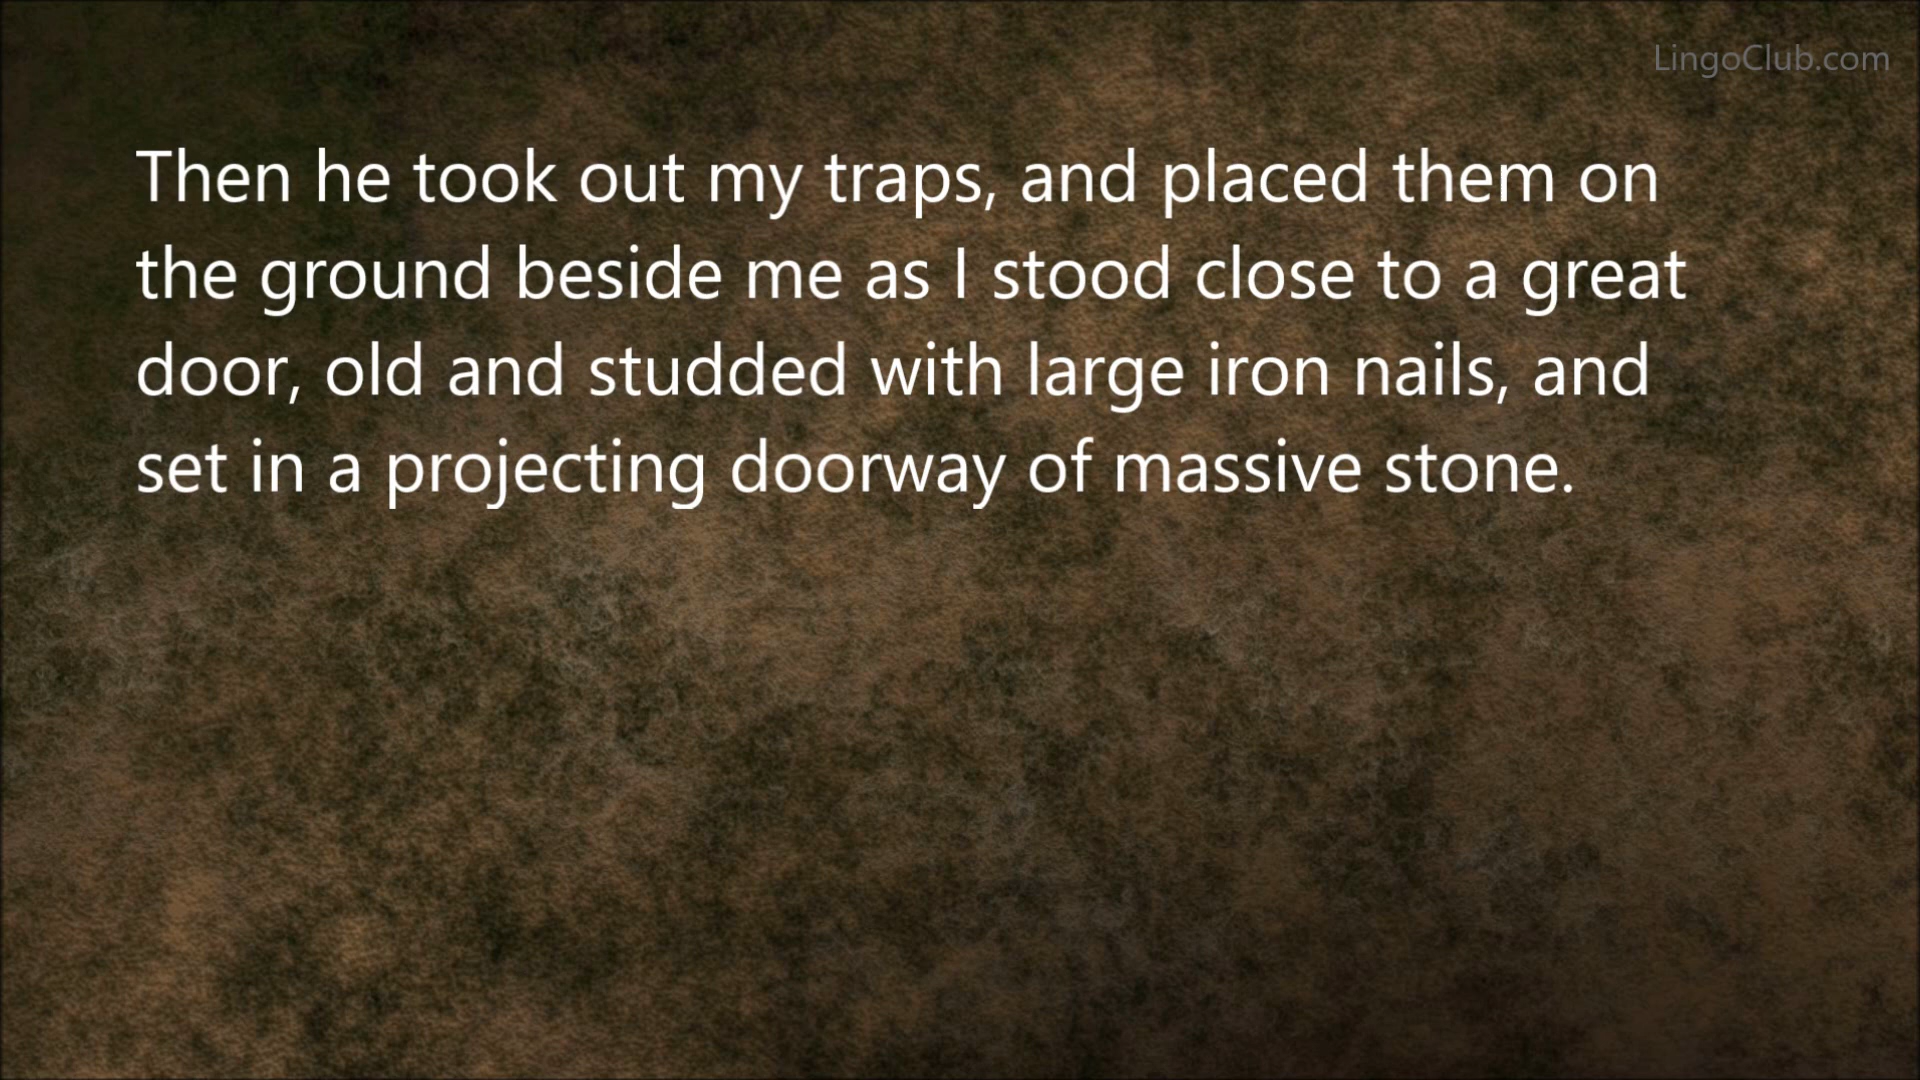 LingoClub.com
Then he took out my traps, and placed them on
the ground beside me as I stood close to a great
door, old and studded with large iron nails, and
set in a projecting doorway of massive stone.